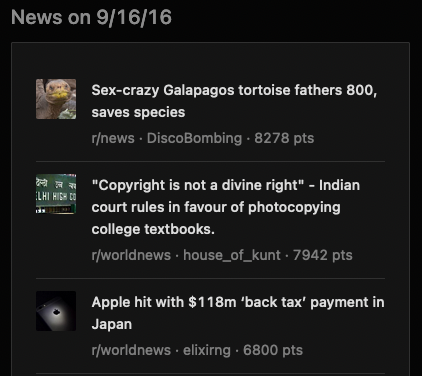 News on 9/16/16
Sex-crazy Galapagos tortoise fathers 800,
saves species
r/news · DiscoBombing · 8278 pts
"Copyright is not a divine right" - Indian
court rules in favour of photocopying
college textbooks.
r/worldnews · house_of_kunt · 7942 pts
Apple hit with $118m ‘back tax’ payment in
Japan
r/worldnews · elixirng · 6800 pts